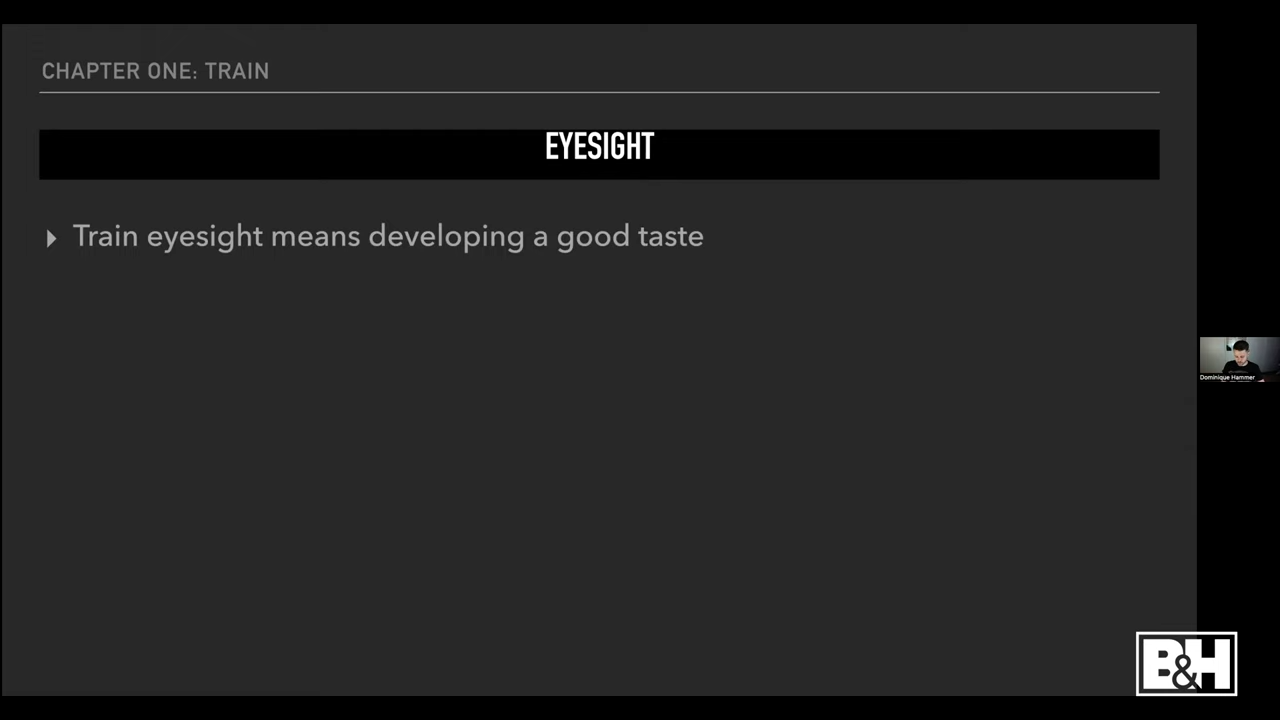 CHAPTER ONE: TRAIN
EYESIGHT
Train eyesight means developing a good taste
Dominique Hammer
B&H